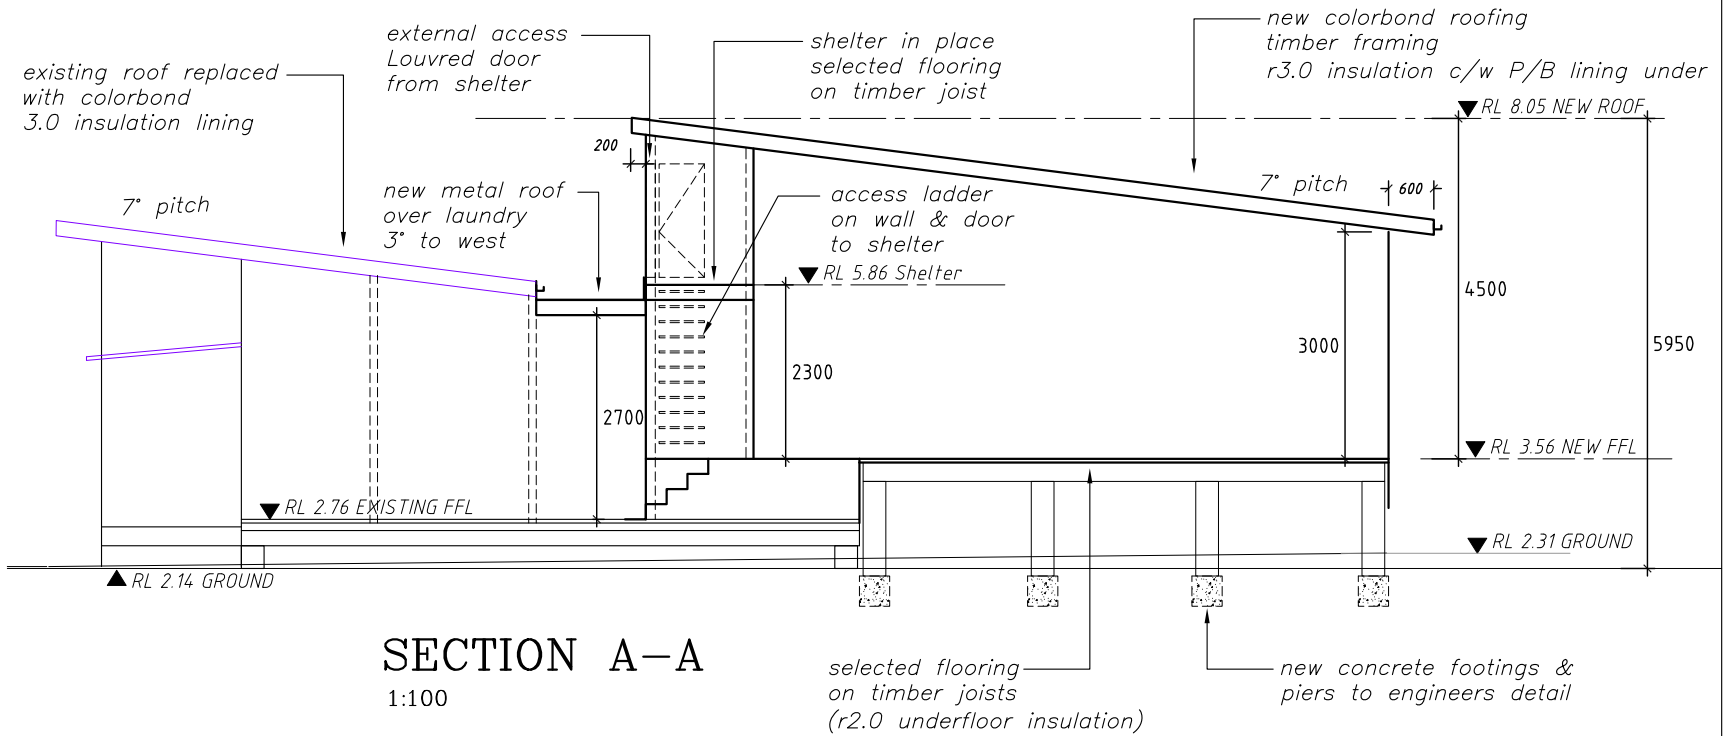 existing roof replaced
with colorbond
3.0 insulation lining
external access
Louvred door
from shelter
shelter in place
selected flooring
on timber joist
new colorbond roofing
timber framing
r3.0 insulation c/w P/B lining under
RL 8.05 NEW ROOF
200
7° pitch
new metal roof
over laundry
3° to west
access ladder
on wall & door
to shelter
7° pitch
600
RL 5.86 Shelter
4500
5950
3000
2300
2700
RL 3.56 NEW FFL
RL 2.76 EXISTING FFL
RL 2.31 GROUND
RL 2.14 GROUND
SECTION A-A
1:100
selected flooring
on timber joists
(r2.0 underfloor insulation)
new concrete footings &
piers to engineers detail